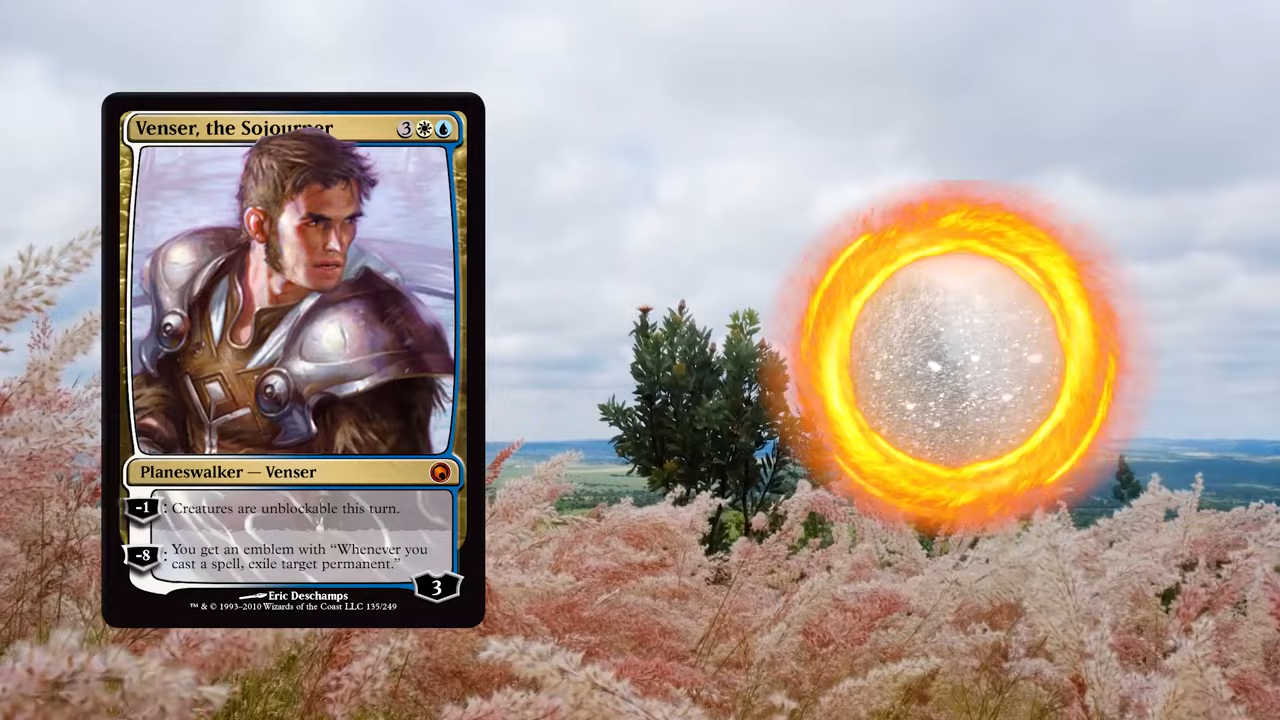 Venser, the Sojourner
3
Planeswalker — Venser
-1 : Creatures are unblockable this turn.
-8 : You get an emblem with “Whenever you
cast a spell, exile target permanent.”
3
Eric Deschamps
™ & © 1993–2010 Wizards of the Coast LLC 135/249